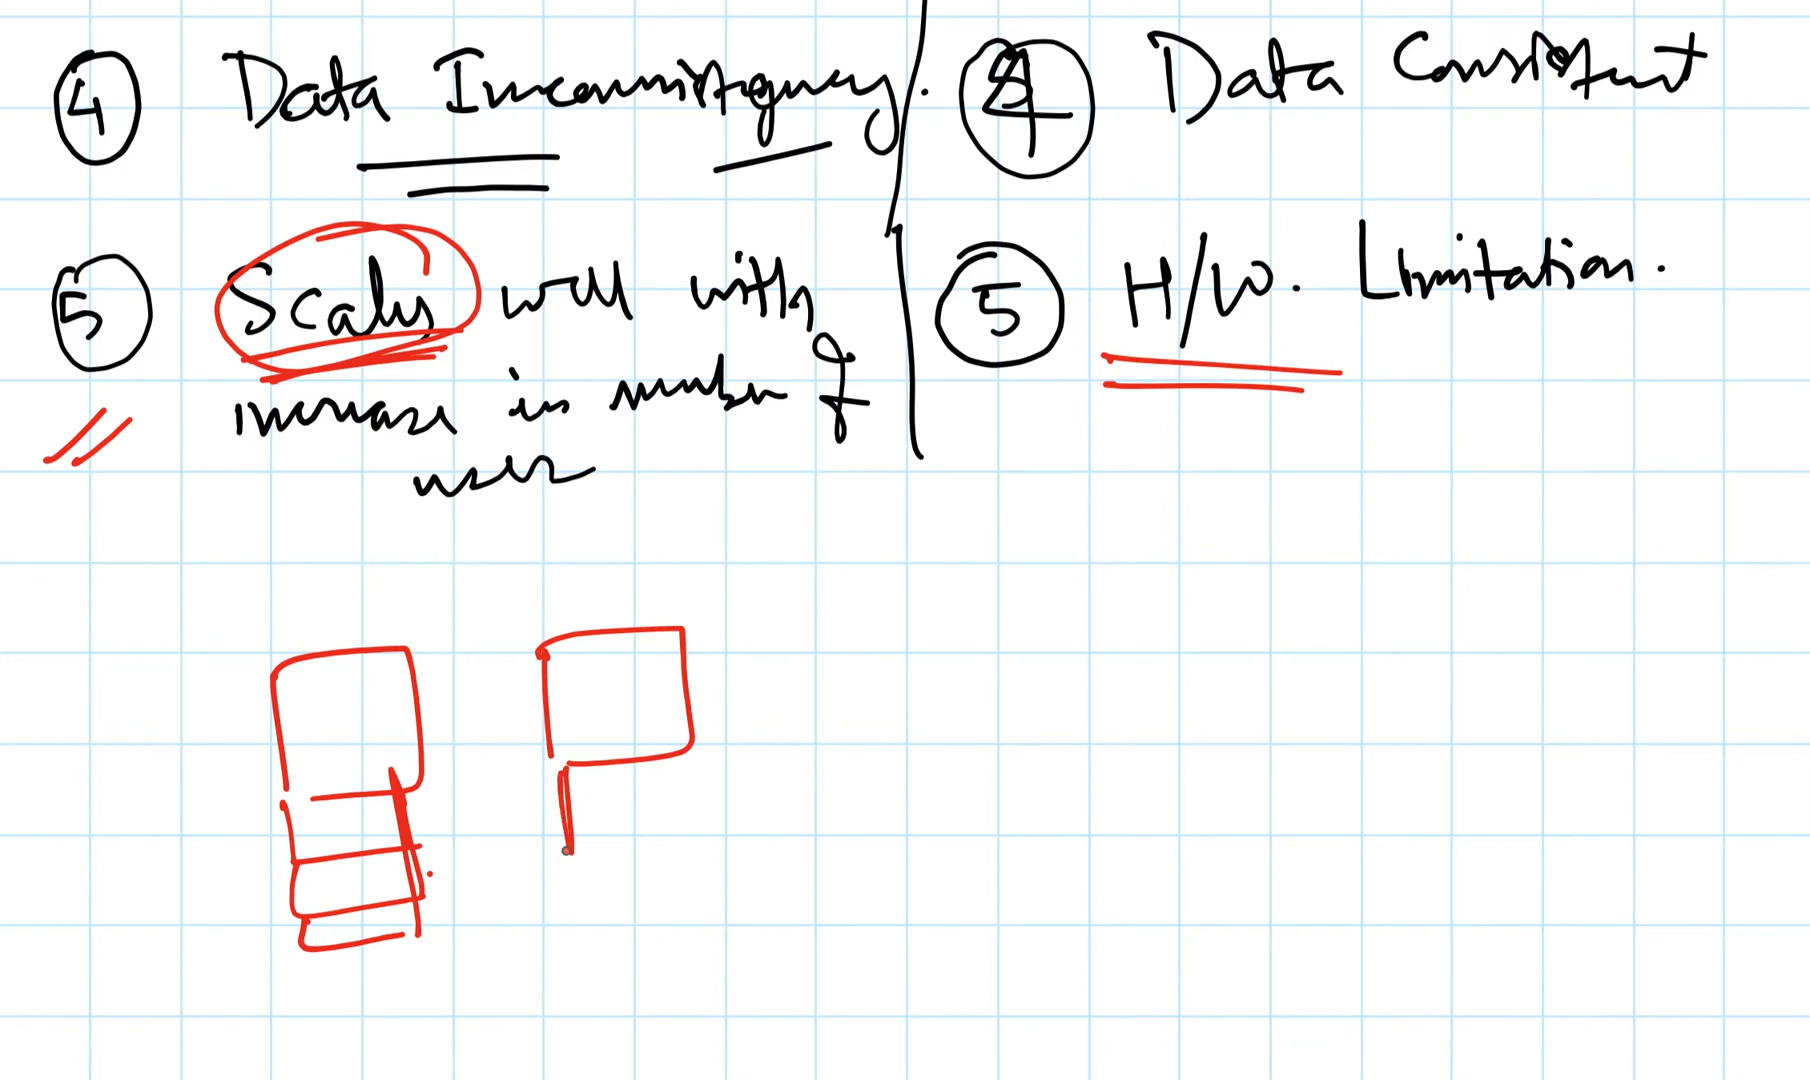 ④ Data Inconsistency.
⑤ Scales well with
increase in number of
user
④ Data Consistent
⑤ H/W. Limitation.